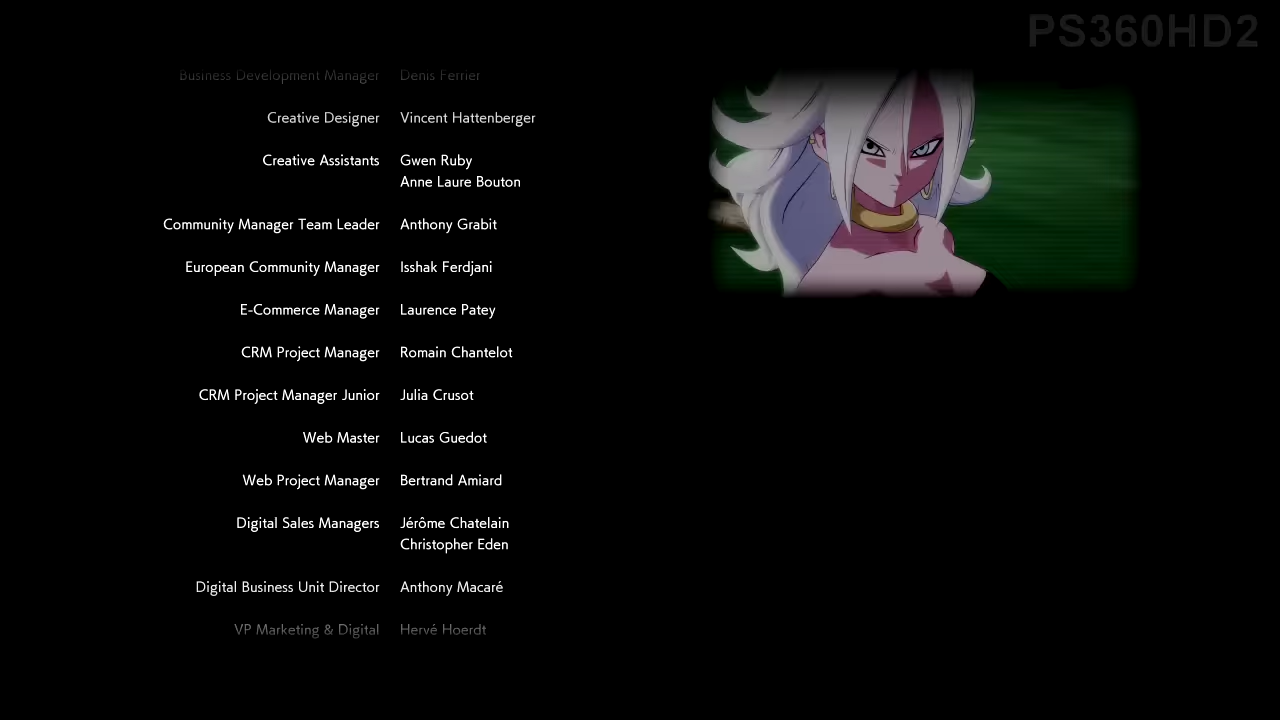 PS360HD2
Business Development Manager Denis Ferrier
Creative Designer Vincent Hattenberger
Creative Assistants Gwen Ruby
Anne Laure Bouton
Community Manager Team Leader Anthony Grabit
European Community Manager Isshak Ferdjani
E-Commerce Manager Laurence Patey
CRM Project Manager Romain Chantelot
CRM Project Manager Junior Julia Crusot
Web Master Lucas Guedot
Web Project Manager Bertrand Amiard
Digital Sales Managers Jérôme Chatelain
Christopher Eden
Digital Business Unit Director Anthony Macaré
VP Marketing & Digital Hervé Hoerdt